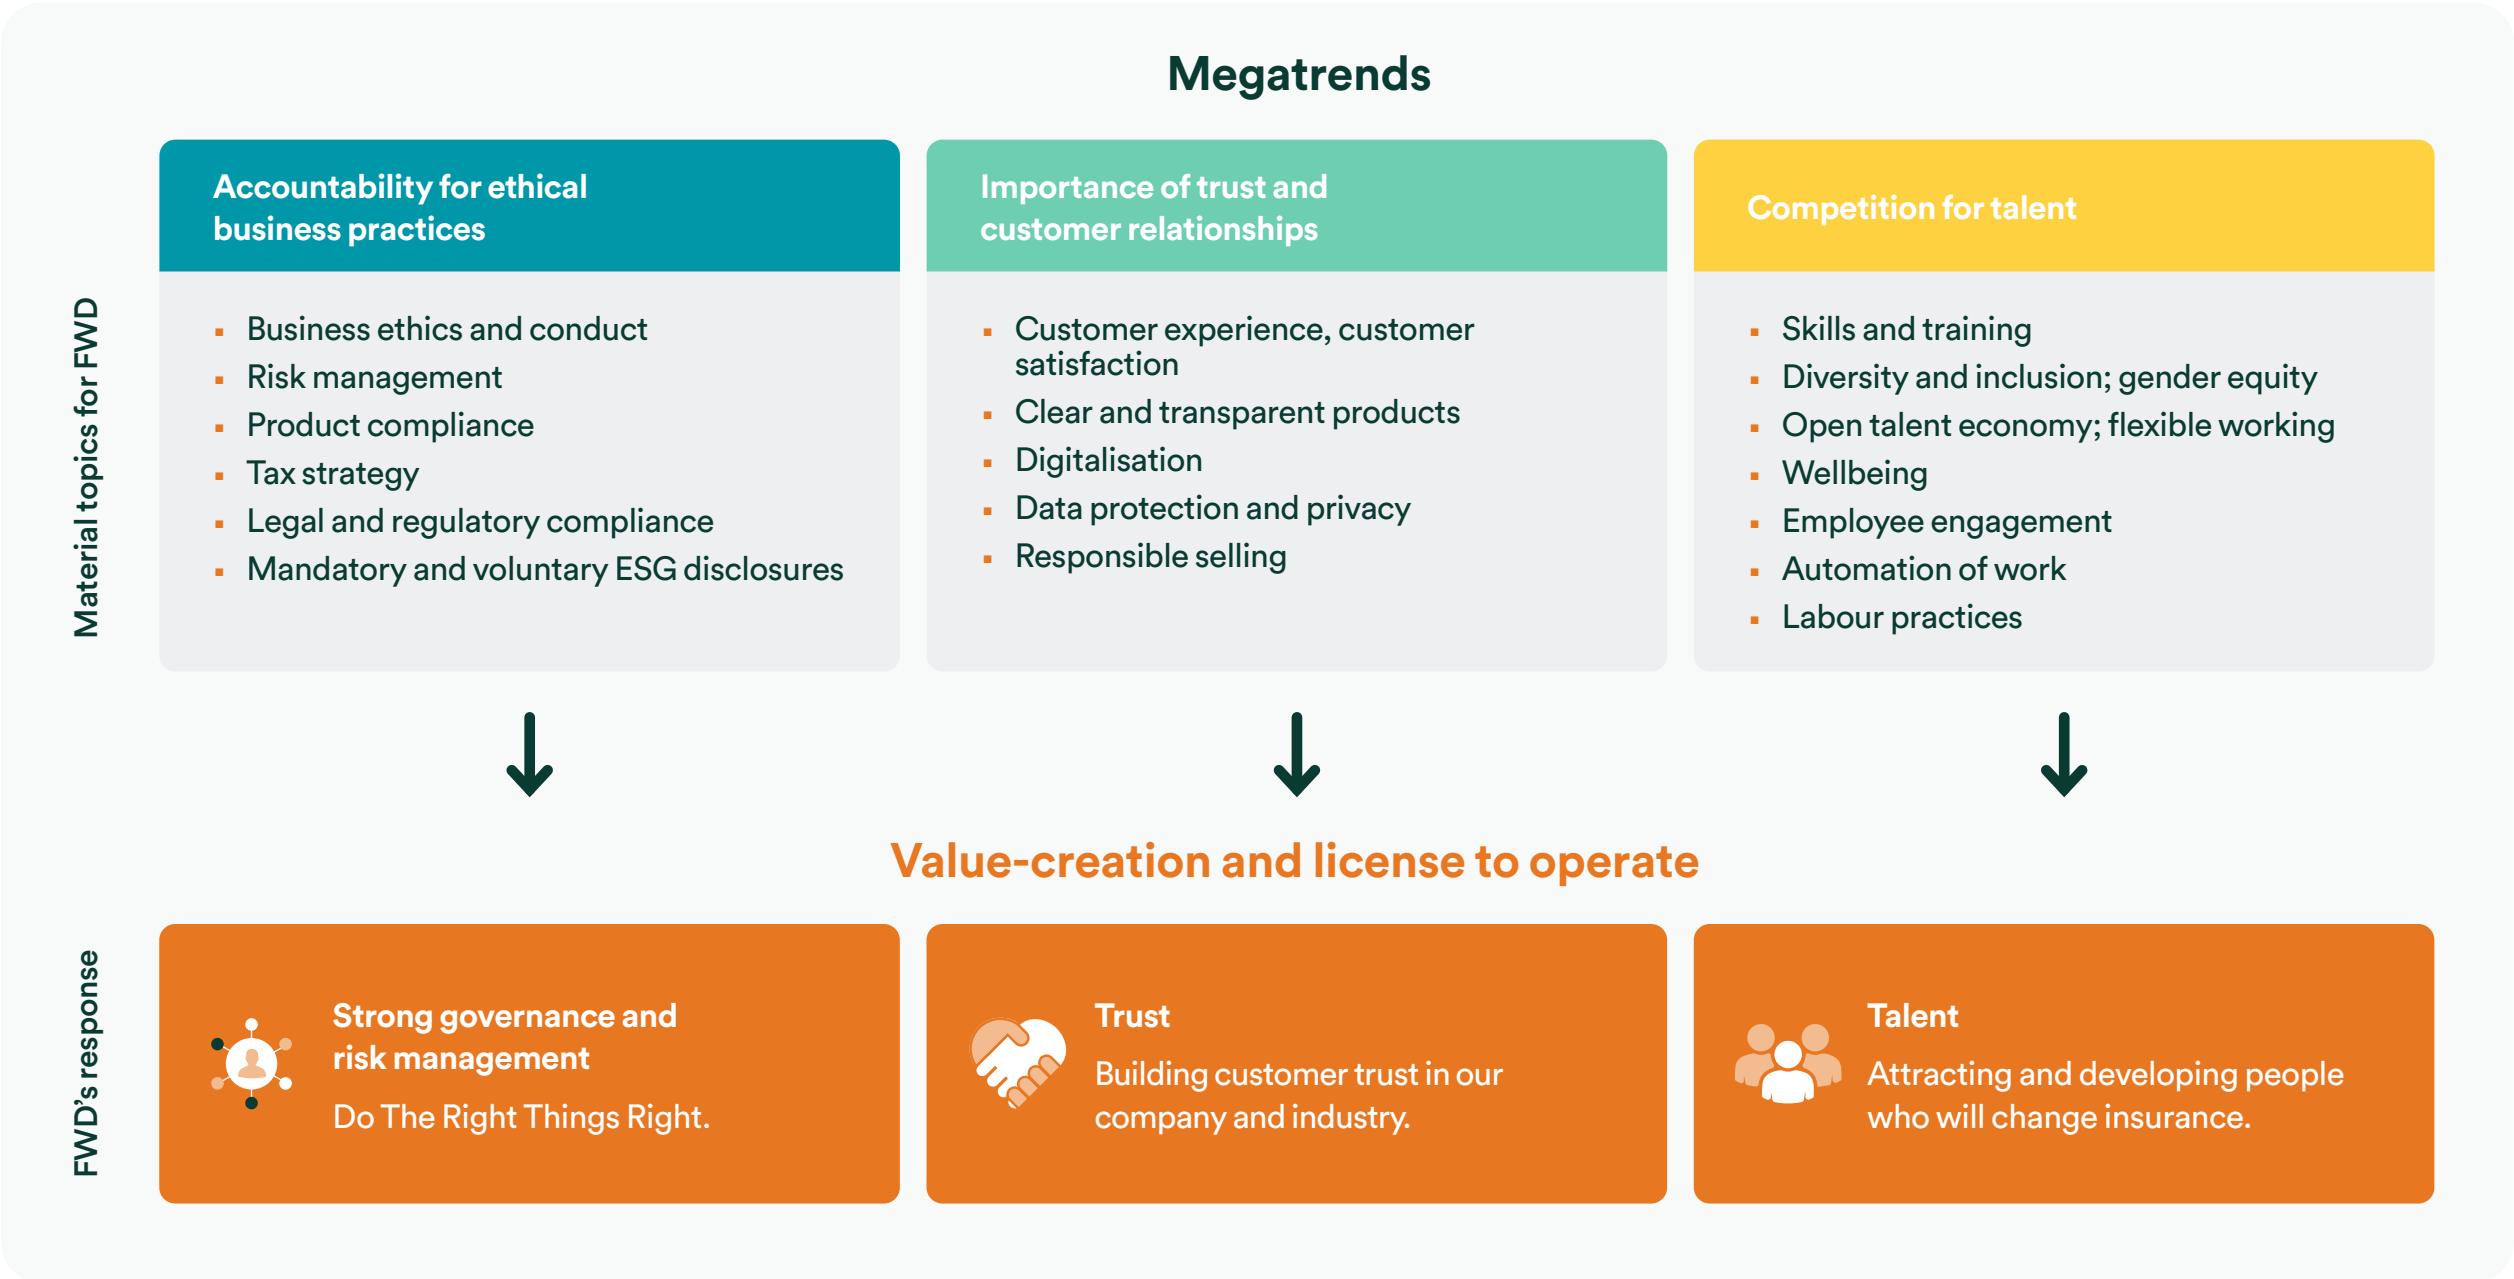 Megatrends
Material topics for FWD
Accountability for ethical
business practices
Business ethics and conduct
Risk management
Product compliance
Tax strategy
Legal and regulatory compliance
Mandatory and voluntary ESG disclosures
Importance of trust and
customer relationships
Customer experience, customer
satisfaction
Clear and transparent products
Digitalisation
Data protection and privacy
Responsible selling
Competition for talent
Skills and training
Diversity and inclusion; gender equity
Open talent economy; flexible working
Wellbeing
Employee engagement
Automation of work
Labour practices
Value-creation and license to operate
FWD's response
Strong governance and
risk management
Do The Right Things Right.
Trust
Building customer trust in our
company and industry.
Talent
Attracting and developing people
who will change insurance.